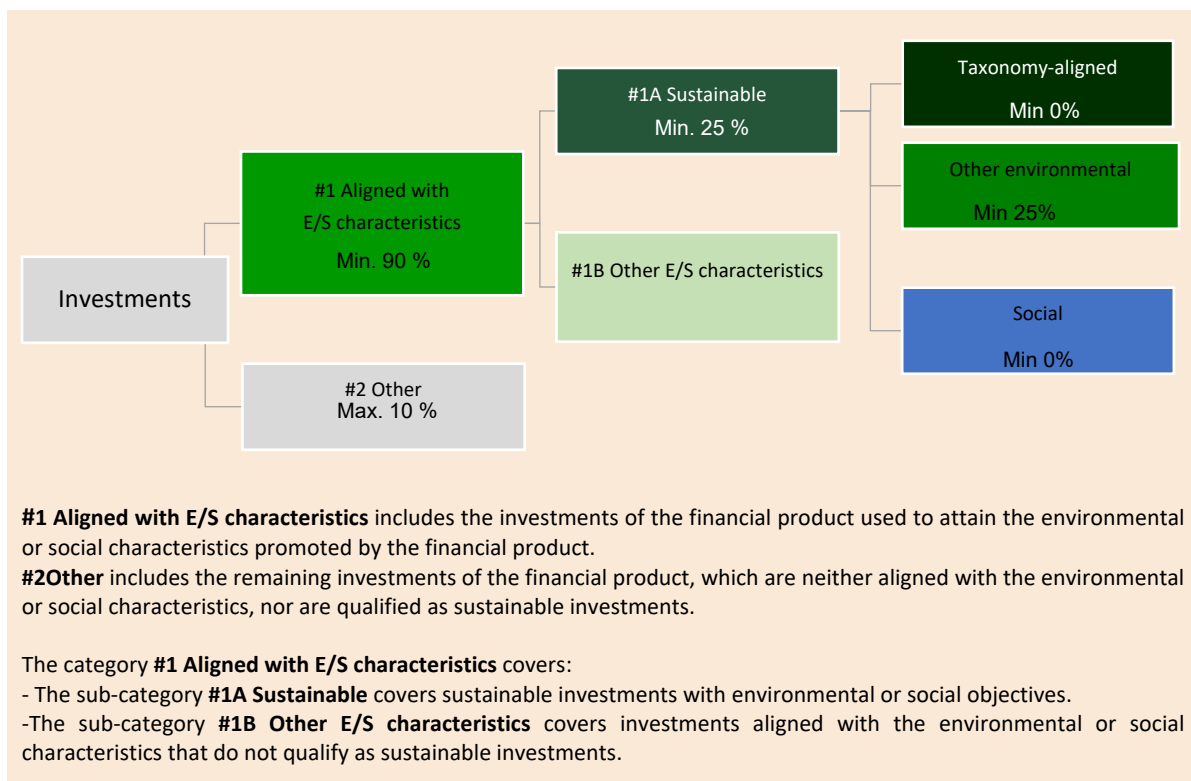 Taxonomy-aligned
Min 0%
#1A Sustainable
Min. 25 %
Other environmental
Min 25%
#1 Aligned with
E/S characteristics
Min. 90 %
#1B Other E/S characteristics
Investments
Social
Min 0%
#2 Other
Max. 10 %
#1 Aligned with E/S characteristics includes the investments of the financial product used to attain the environmental
or social characteristics promoted by the financial product.
#2Other includes the remaining investments of the financial product, which are neither aligned with the environmental
or social characteristics, nor are qualified as sustainable investments.
The category #1 Aligned with E/S characteristics covers:
- The sub-category #1A Sustainable covers sustainable investments with environmental or social objectives.
-The sub-category #1B Other E/S characteristics covers investments aligned with the environmental or social
characteristics that do not qualify as sustainable investments.